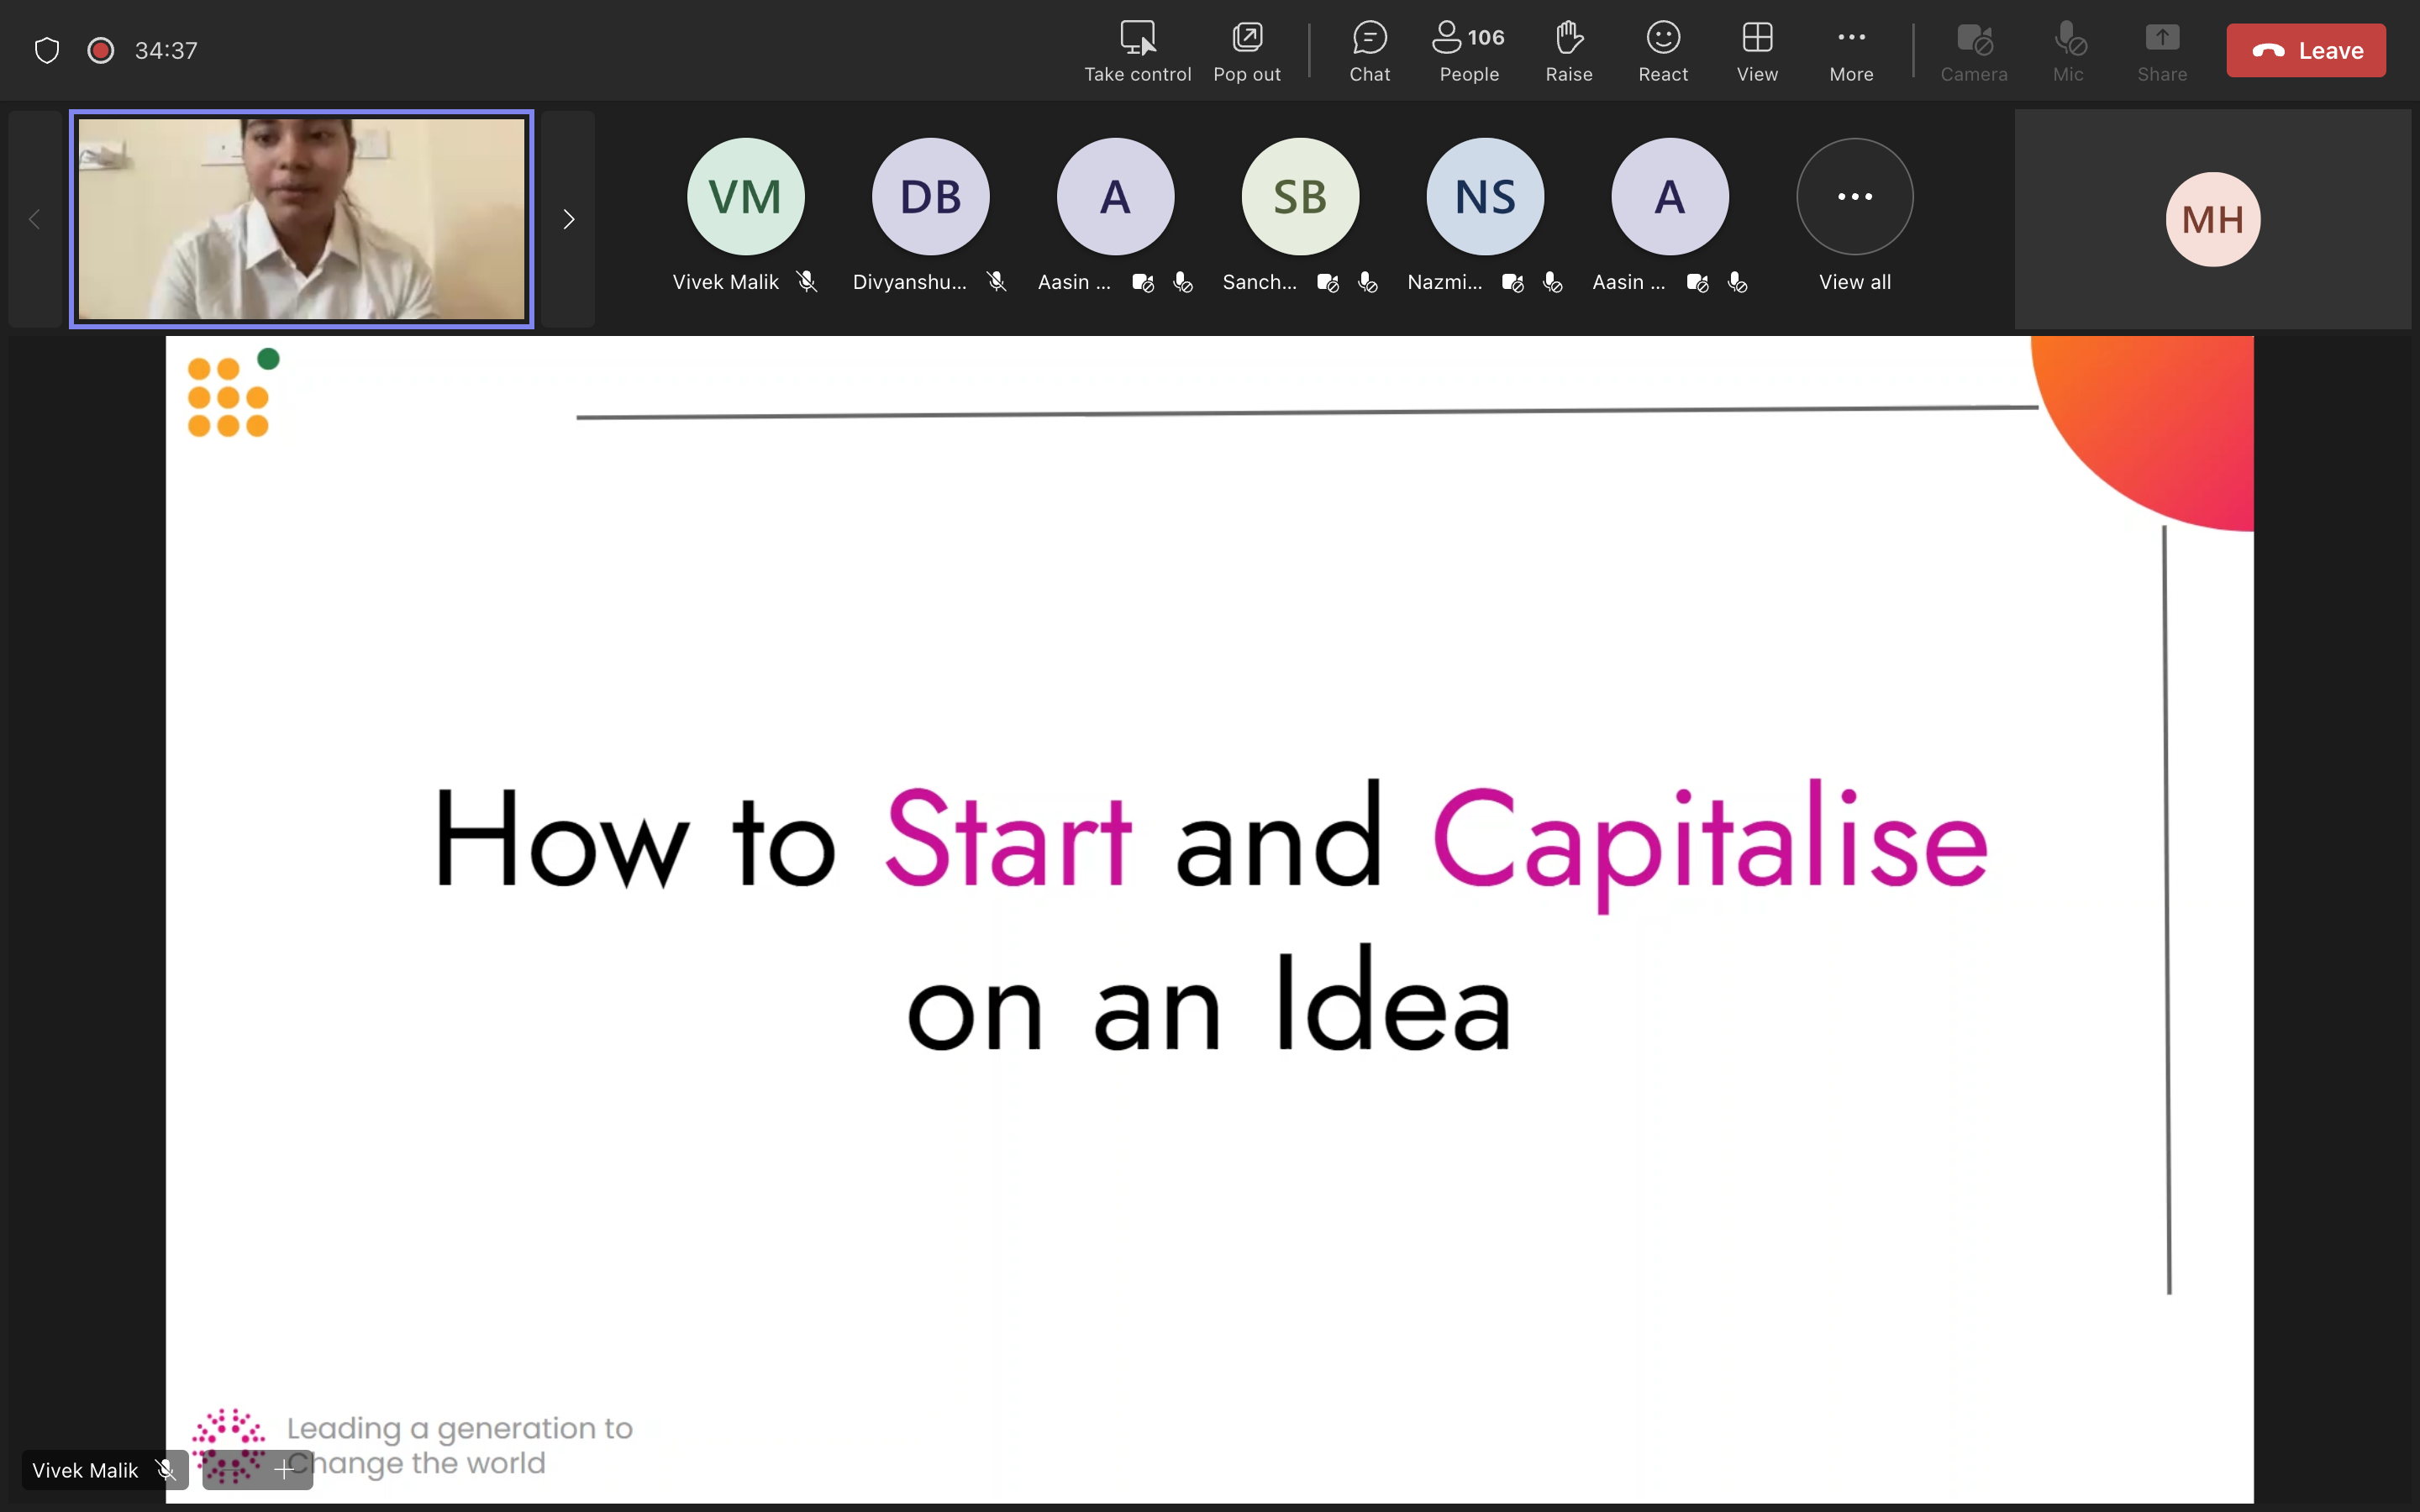 34:37
Take control
Pop out
Chat
106
People
Raise
React
View
More
Camera
Mic
Share
Leave
VM
DB
A
SB
NS
A
MH
Vivek Malik
Divyanshu...
Aasin ...
Sanch...
Nazmi...
Aasin ...
View all
How to Start and Capitalise
on an Idea
Leading a generation to
Change the world
Vivek Malik